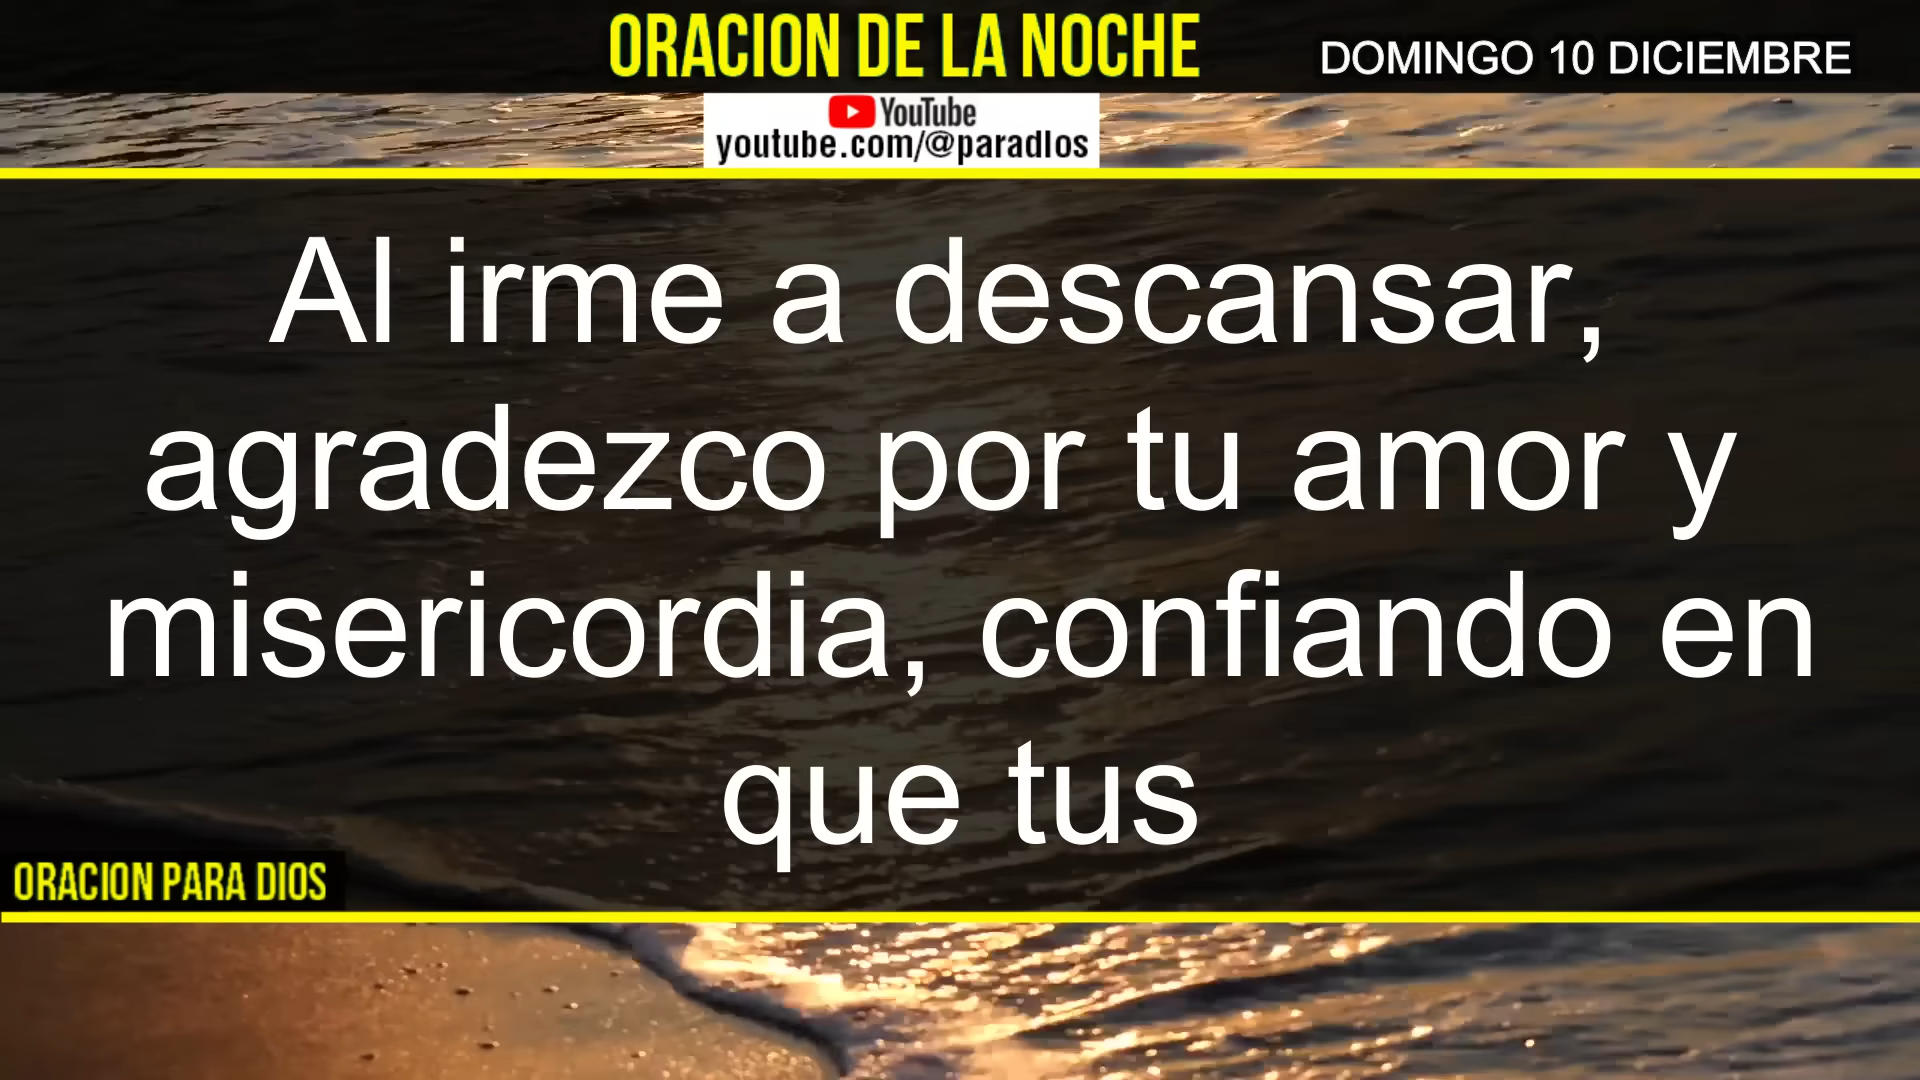 ORACION DE LA NOCHE
DOMINGO 10 DICIEMBRE
YouTube
youtube.com/@paradIos
Al irme a descansar,
agradezco por tu amor y
misericordia, confiando en
que tus
ORACION PARA DIOS